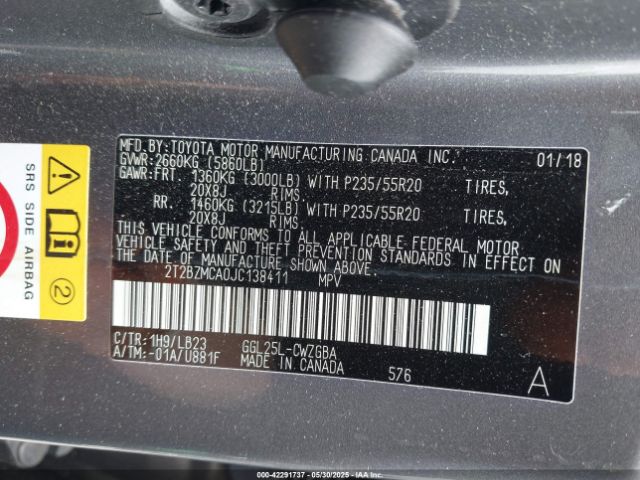 MFD.BY:TOYOTA MOTOR MANUFACTURING CANADA INC. 01/18
GVWR:2660KG (5860LB)
GAWR:FRT. 1360KG (3000LB) WITH P235/55R20 TIRES,
20X8J RIMS
RR. 1460KG (3215LB) WITH P235/55R20 TIRES,
20X8J RIMS
THIS VEHICLE CONFORMS TO ALL APPLICABLE FEDERAL MOTOR
VEHICLE SAFETY AND THEFT PREVENTION STANDARDS IN EFFECT ON
THE DATE OF MANUFACTURE SHOWN ABOVE.
2T2BZMCA0JC138411 MPV
C/TR: 1H9/LB23 GGL25L-CWZGBA
A/TM:-01A/U881F MADE IN CANADA 576 A
SRS SIDE AIRBAG
2
000-42291737 - 05/30/2025 - IAAI.COM